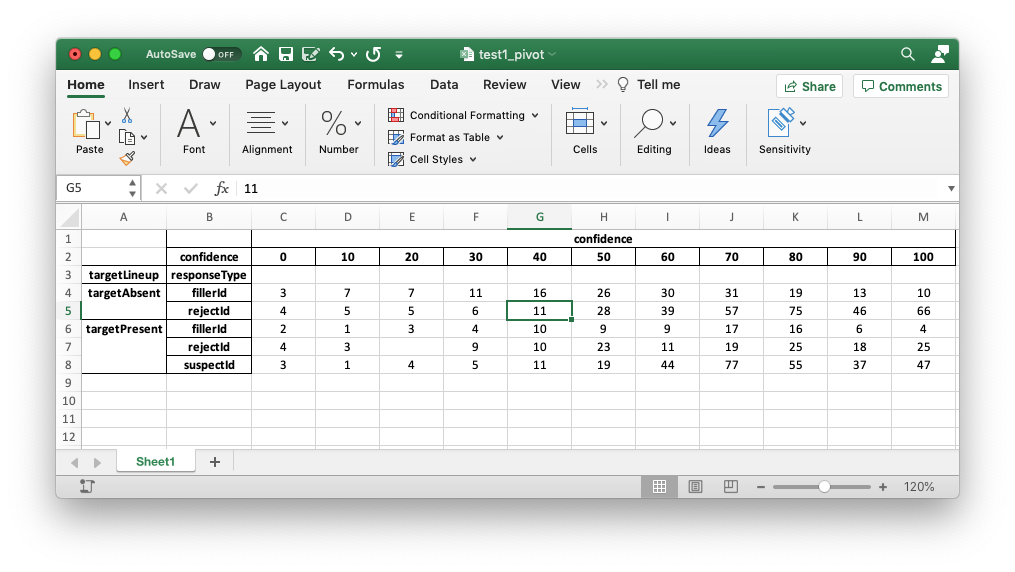 AutoSave OFF test1_pivot
Home Insert Draw Page Layout Formulas Data Review View Tell me Share Comments
Paste Font Alignment % Number Conditional Formatting Format as Table Cell Styles Cells Editing Ideas Sensitivity
G5 fx 11
A B C D E F G H I J K L M
1 confidence
2 confidence 0 10 20 30 40 50 60 70 80 90 100
3 targetLineup responseType
4 targetAbsent fillerId 3 7 7 11 16 26 30 31 19 13 10
5 rejectId 4 5 5 6 11 28 39 57 75 46 66
6 targetPresent fillerId 2 1 3 4 10 9 9 17 16 6 4
7 rejectId 4 3 9 10 23 11 19 25 18 25
8 suspectId 3 1 4 5 11 19 44 77 55 37 47
9
10
11
12
Sheet1 +
120%